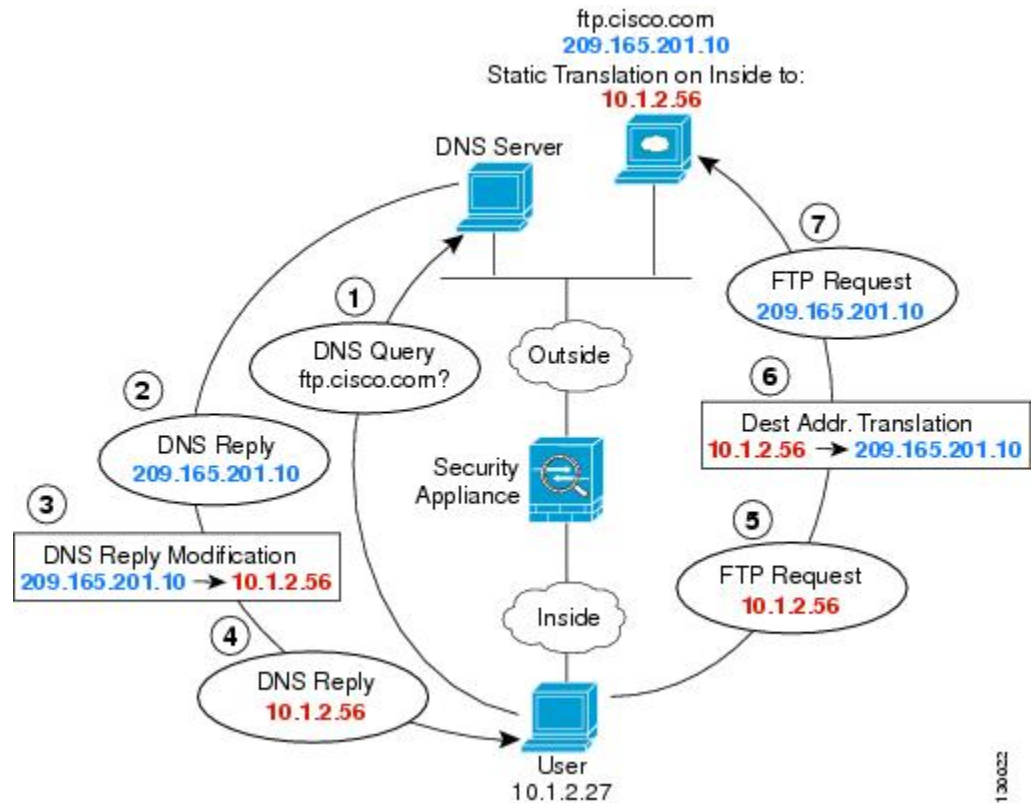 ftp.cisco.com
209.165.201.10
Static Translation on Inside to:
10.1.2.56
DNS Server
7
FTP Request
209.165.201.10
1
DNS Query
ftp.cisco.com?
Outside
2
DNS Reply
209.165.201.10
6
Dest Addr. Translation
10.1.2.56 → 209.165.201.10
Security
Appliance
3
DNS Reply Modification
209.165.201.10 → 10.1.2.56
5
FTP Request
10.1.2.56
Inside
4
DNS Reply
10.1.2.56
User
10.1.2.27
130022